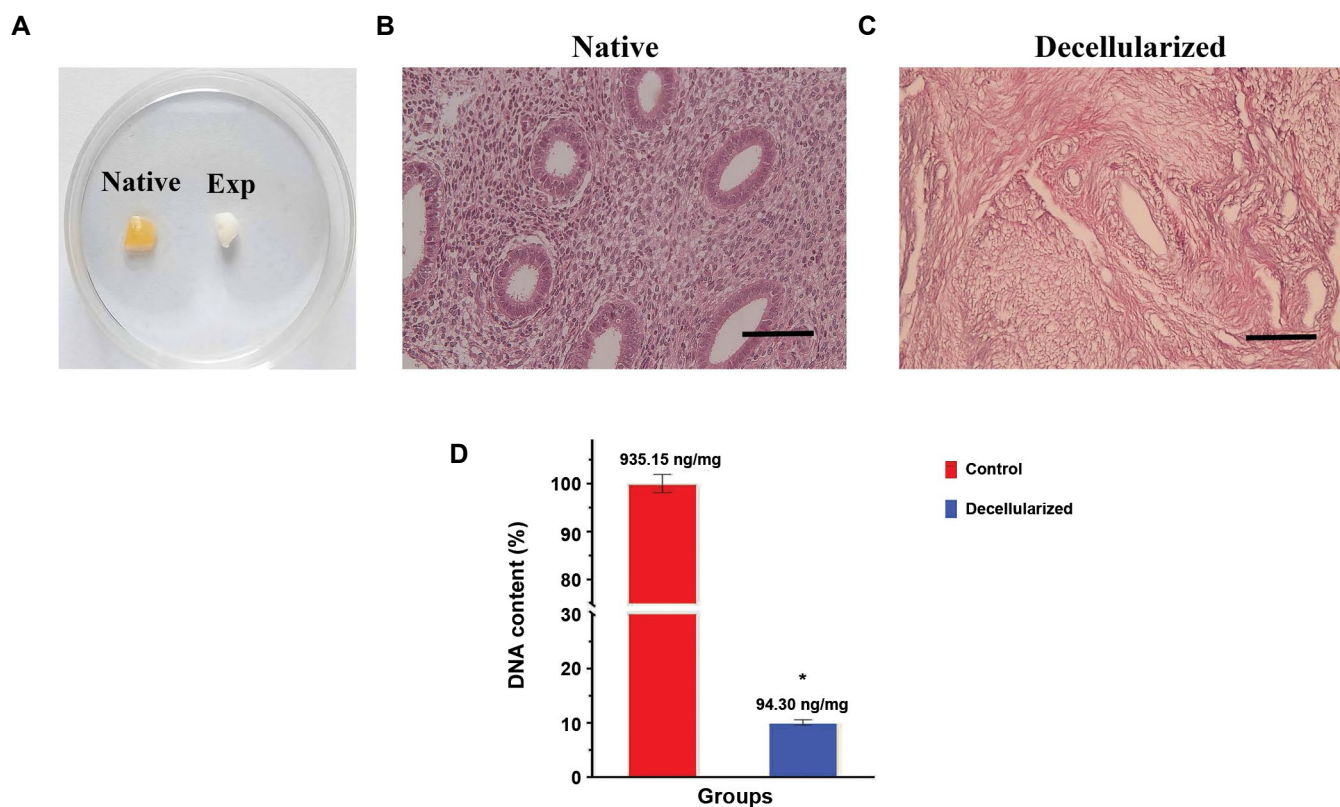 A
B
Native
C
Decellularized
Native
Exp
D
935.15 ng/mg
Control
Decellularized
DNA content (%)
100
90
80
30
20
10
0
*
94.30 ng/mg
Groups